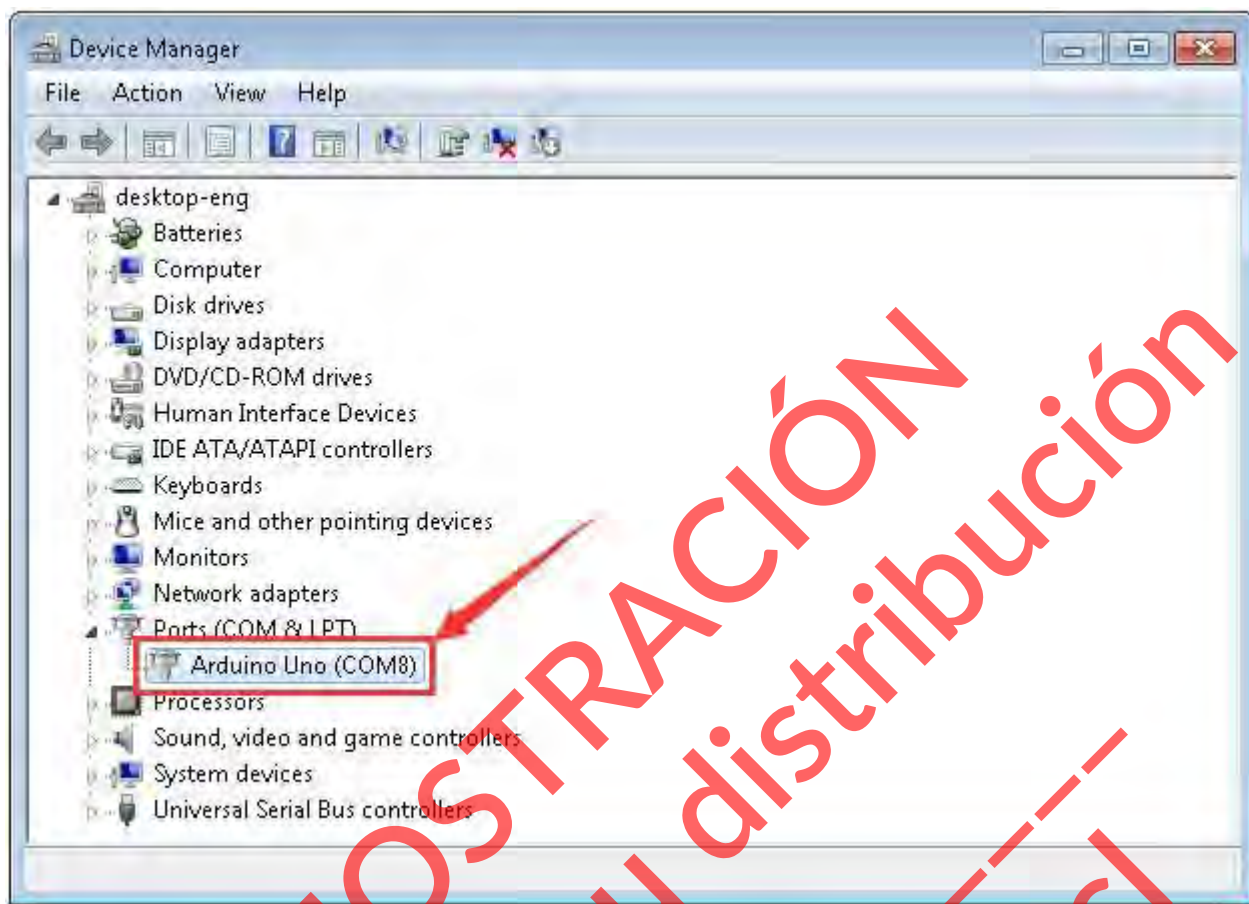 Device Manager
File Action View Help
desktop-eng
Batteries
Computer
Disk drives
Display adapters
DVD/CD-ROM drives
Human Interface Devices
IDE ATA/ATAPI controllers
Keyboards
Mice and other pointing devices
Monitors
Network adapters
Ports (COM & LPT)
Arduino Uno (COM8)
Processors
Sound, video and game controllers
System devices
Universal Serial Bus controllers
OSTRACIÓN
distribución